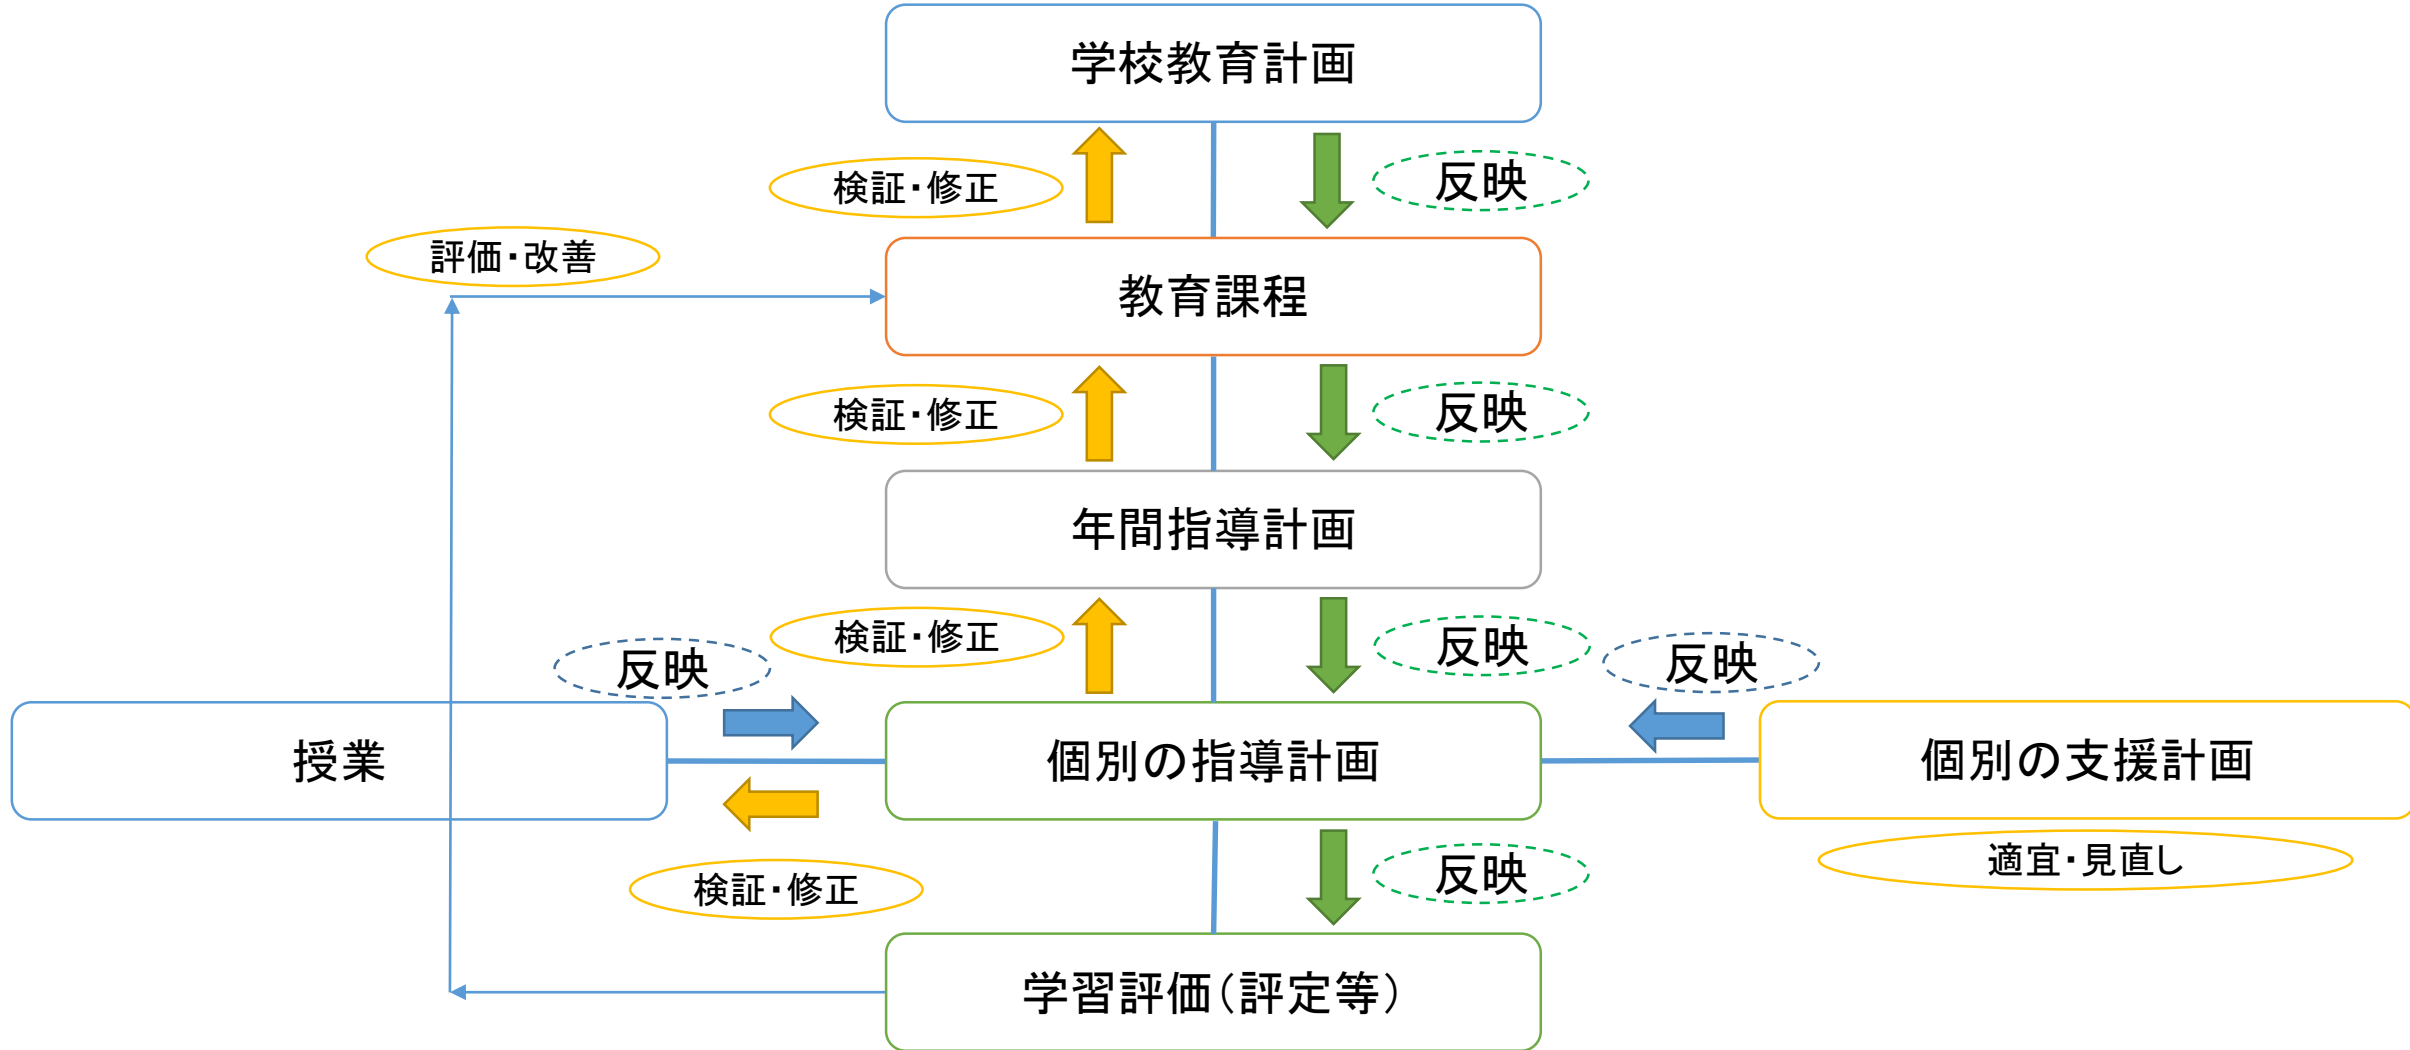 学校教育計画
検証・修正
反映
評価・改善
教育課程
検証・修正
反映
年間指導計画
検証・修正
反映
反映
反映
授業
個別の指導計画
個別の支援計画
検証・修正
反映
適宜・見直し
学習評価（評定等）